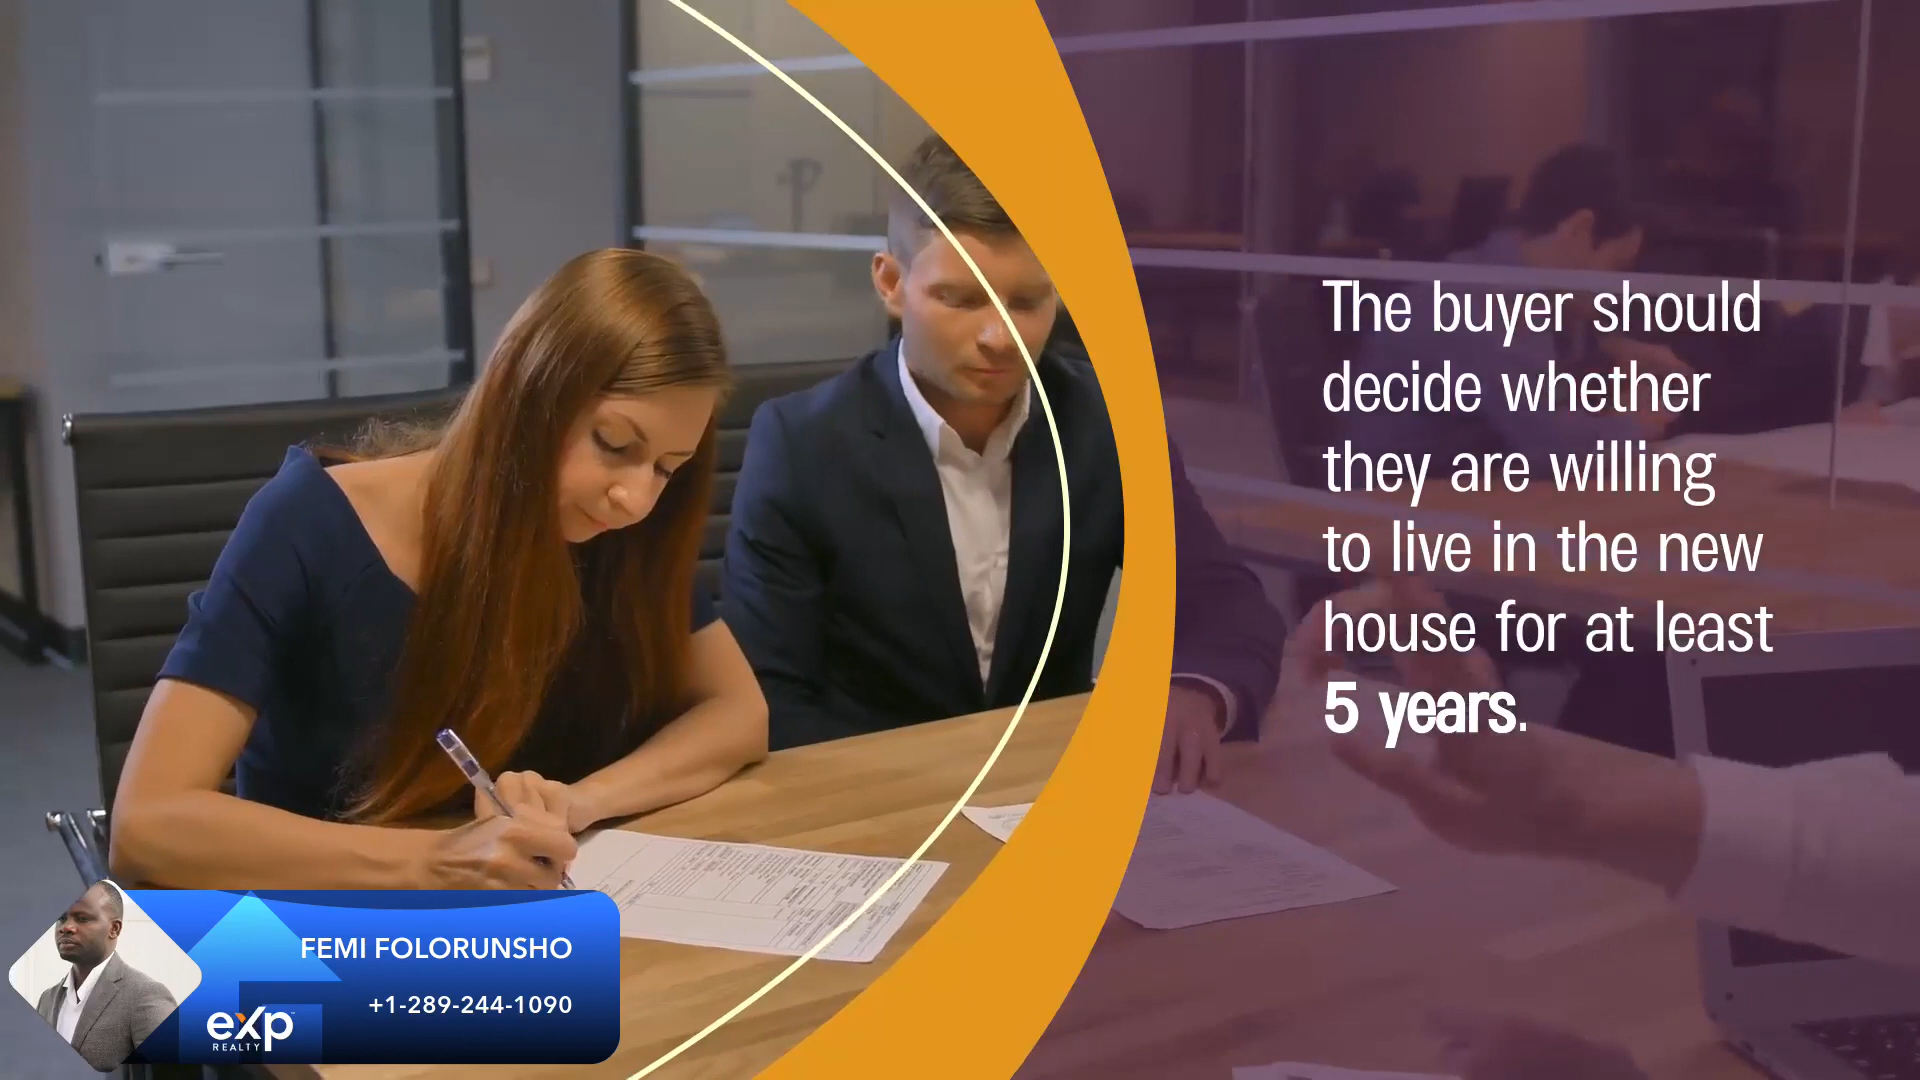 The buyer should
decide whether
they are willing
to live in the new
house for at least
5 years.
FEMI FOLORUNSHO
+1-289-244-1090
exp
REALTY